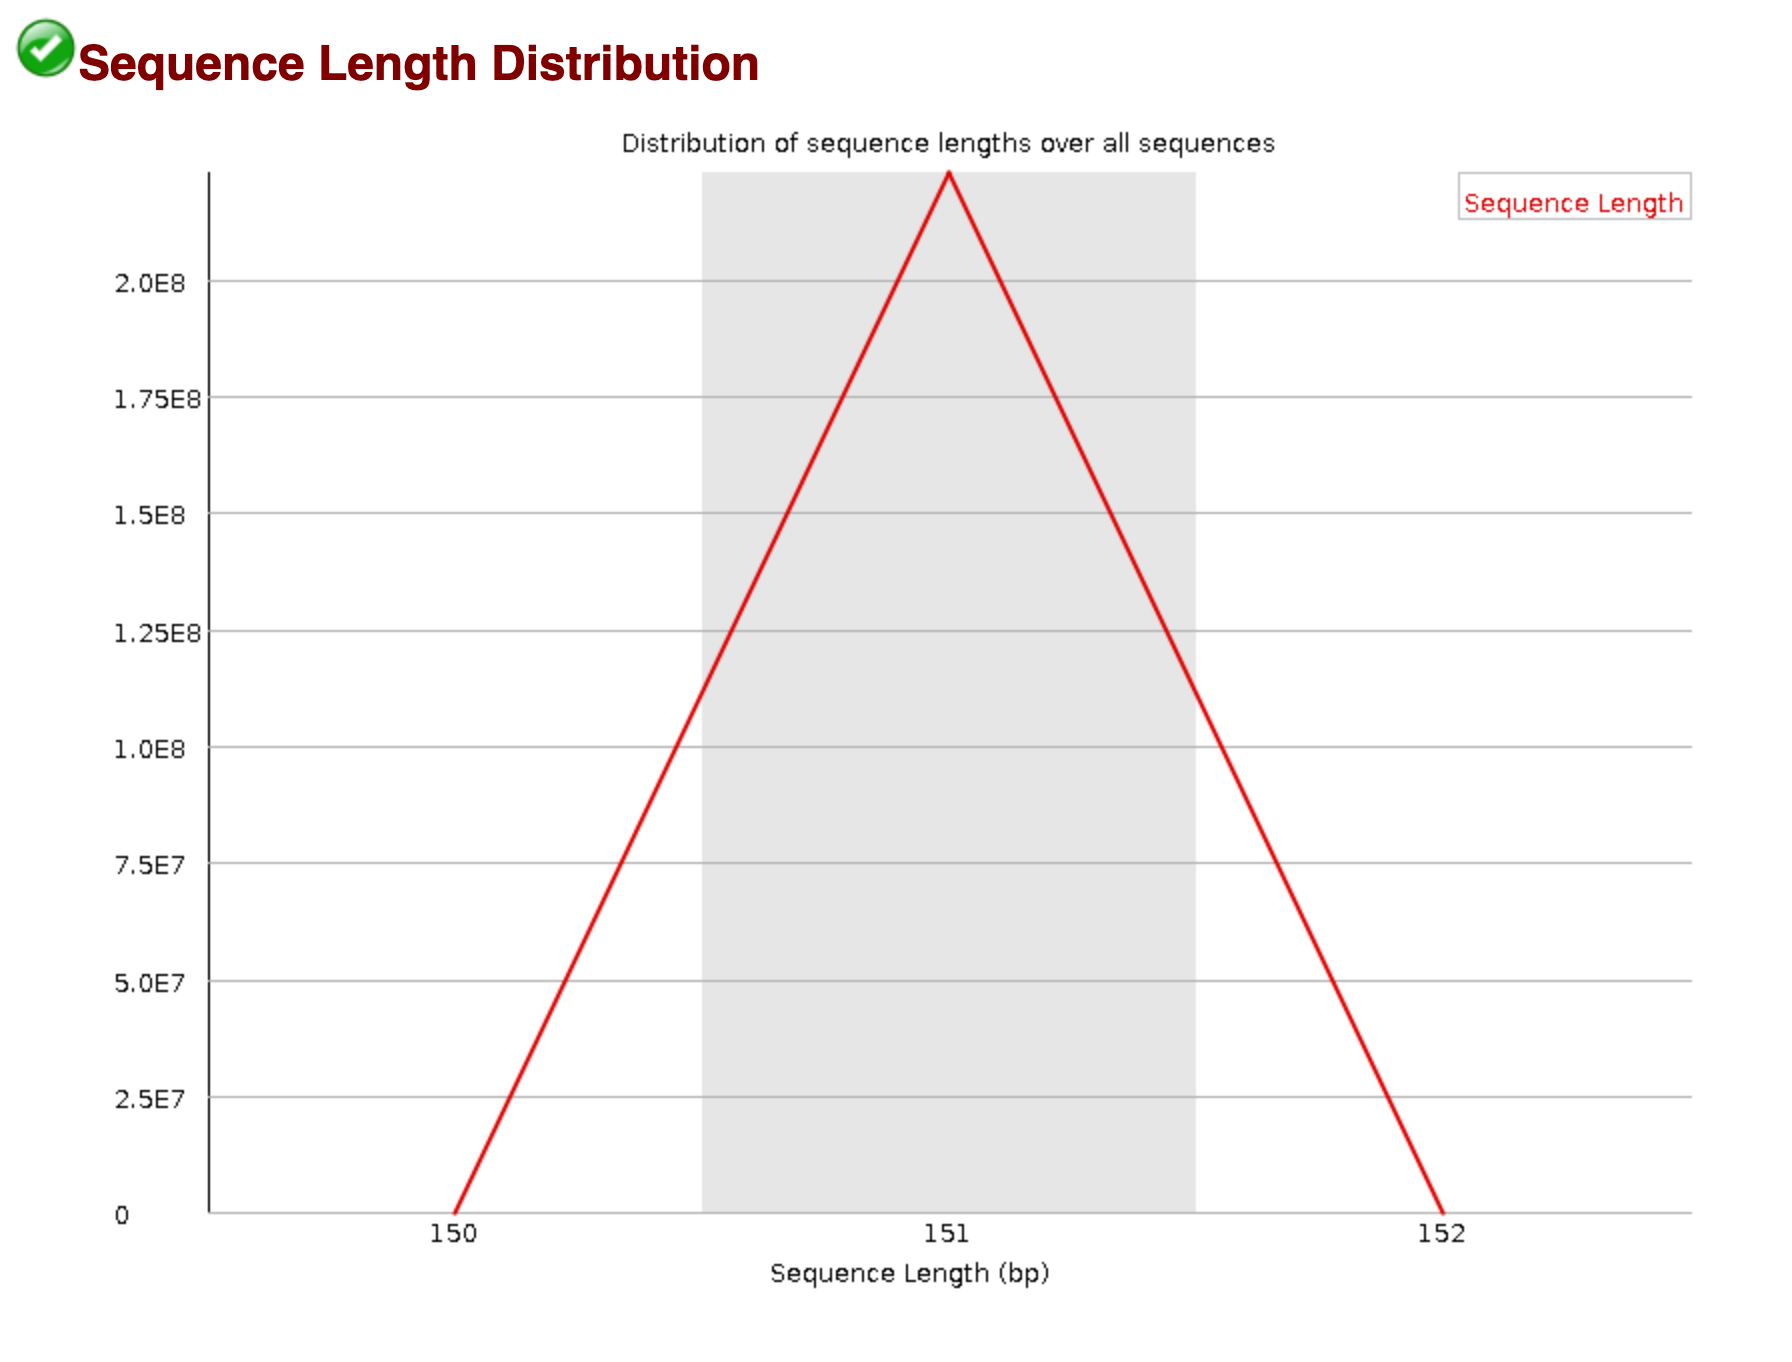 Sequence Length Distribution
Distribution of sequence lengths over all sequences
Sequence Length
2.0E8
1.75E8
1.5E8
1.25E8
1.0E8
7.5E7
5.0E7
2.5E7
0
150 151 152
Sequence Length (bp)